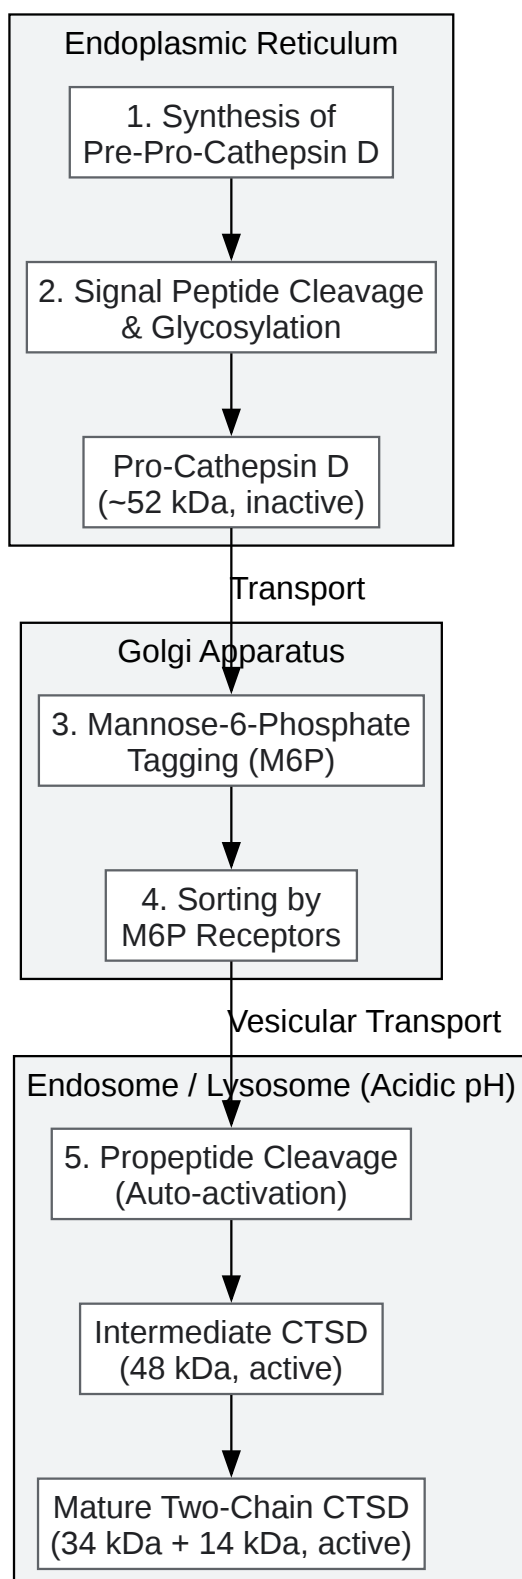 Endoplasmic Reticulum
1. Synthesis of
Pre-Pro-Cathepsin D
2. Signal Peptide Cleavage
& Glycosylation
Pro-Cathepsin D
(~52 kDa, inactive)
Transport
Golgi Apparatus
3. Mannose-6-Phosphate
Tagging (M6P)
4. Sorting by
M6P Receptors
Vesicular Transport
Endosome / Lysosome (Acidic pH)
5. Propeptide Cleavage
(Auto-activation)
Intermediate CTSD
(48 kDa, active)
Mature Two-Chain CTSD
(34 kDa + 14 kDa, active)